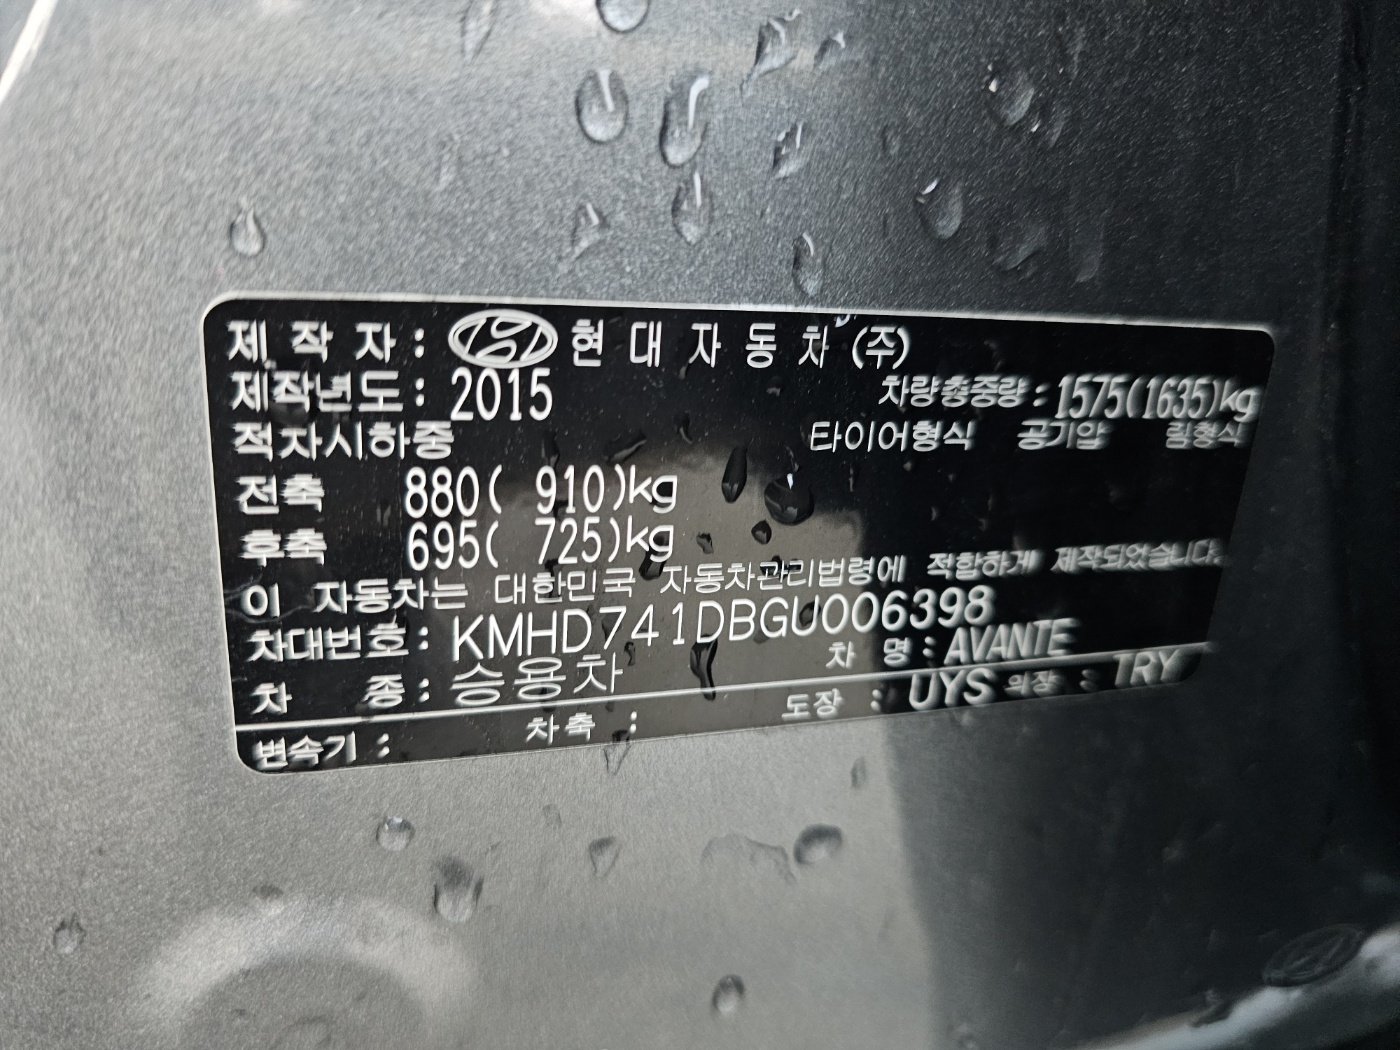 제작자: 현대자동차(주)
제작년도: 2015 차량총중량: 1575(1635)kg
적차시하중 타이어형식 공기압 림형식
전축 880( 910)kg
후축 695( 725)kg
이 자동차는 대한민국 자동차관리법령에 적합하게 제작되었습니다.
차대번호: KMHD741DBGU006398
차종: 승용차 차명: AVANTE
변속기: 차축: 도장: UYS 의장: TRY